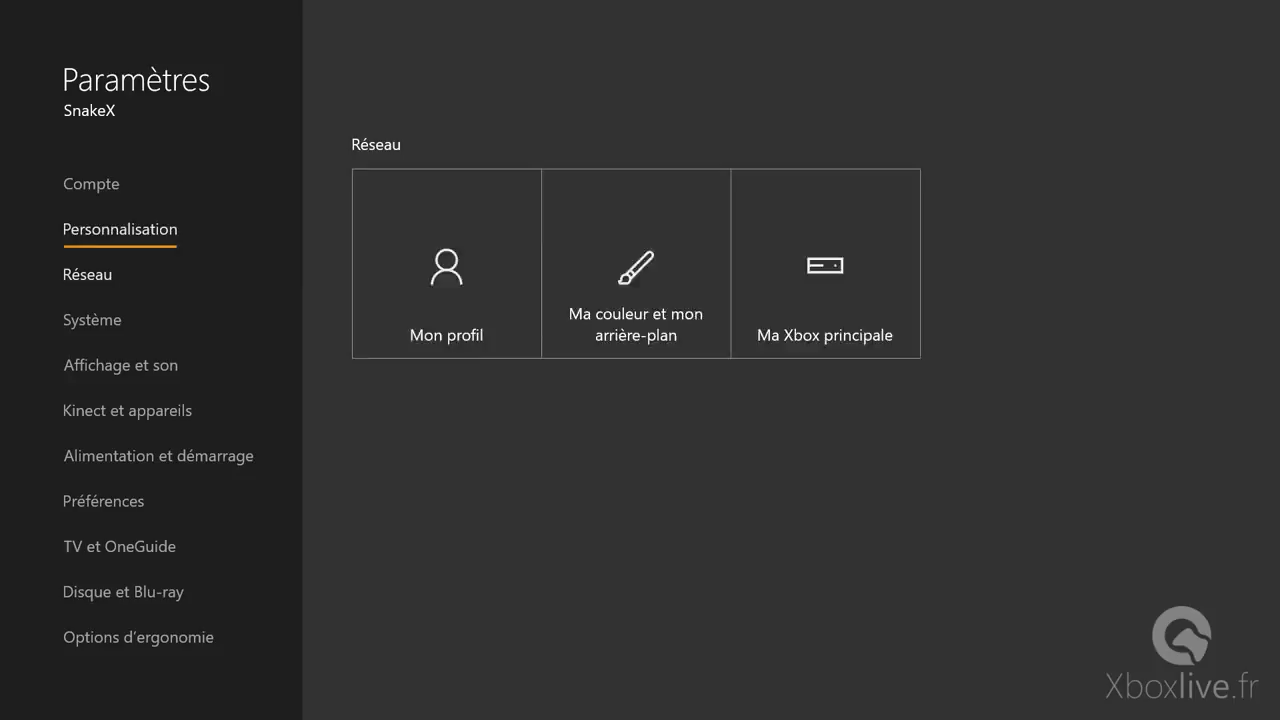 Paramètres
SnakeX
Compte
Personnalisation
Réseau
Système
Affichage et son
Kinect et appareils
Alimentation et démarrage
Préférences
TV et OneGuide
Disque et Blu-ray
Options d’ergonomie
Réseau
Mon profil
Ma couleur et mon
arrière-plan
Ma Xbox principale
Xboxlive.fr